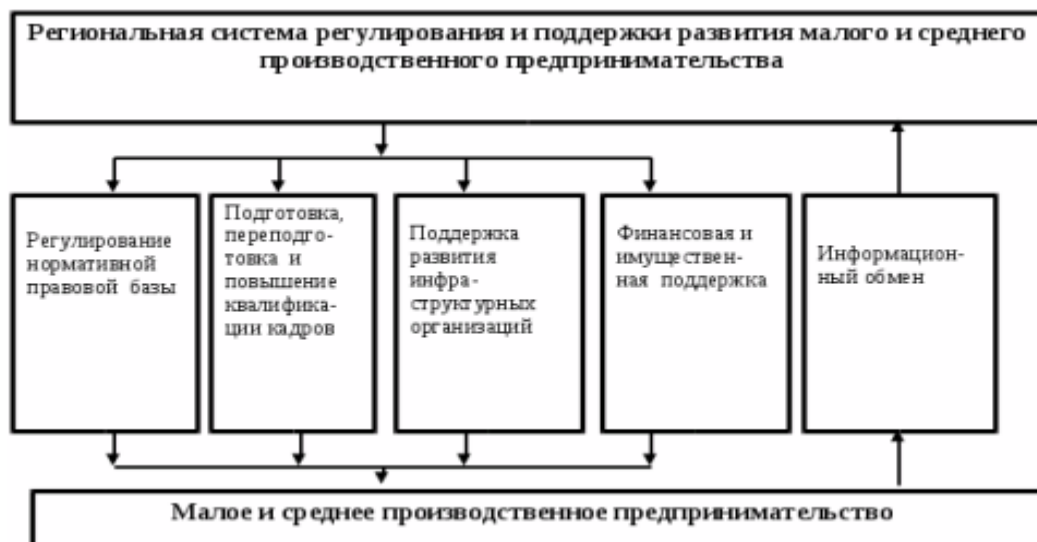 Региональная система регулирования и поддержки развития малого и среднего
производственного предпринимательства
Регулирование
нормативной
правовой базы
Подготовка,
переподго-
товка и
повышение
квалифика-
ции кадров
Поддержка
развития
инфра-
структурных
организаций
Финансовая и
имуществен-
ная поддержка
Информацион-
ный обмен
Малое и среднее производственное предпринимательство